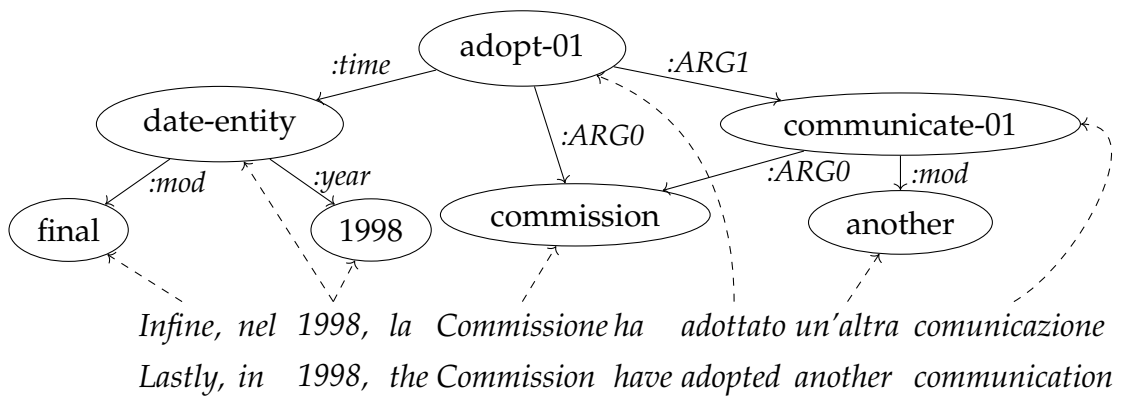 adopt-01
:time
:ARG1
date-entity
communicate-01
:ARG0
:mod
:year
:ARG0
:mod
final
1998
commission
another
Infine, nel 1998, la Commissione ha adottato un'altra comunicazione
Lastly, in 1998, the Commission have adopted another communication